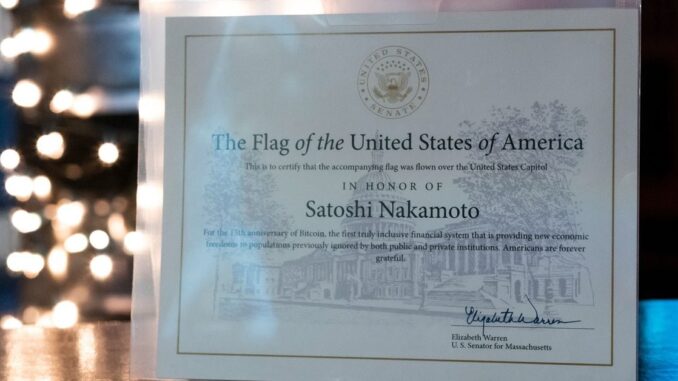 UNITED STATES
SENATE
The Flag of the United States of America
This is to certify that the accompanying flag was flown over the United States Capitol
IN HONOR OF
Satoshi Nakamoto
For the 15th anniversary of Bitcoin, the first truly inclusive financial system that is providing new economic
freedoms to populations previously ignored by both public and private institutions. Americans are forever
grateful.
Elizabeth Warren
Elizabeth Warren
U. S. Senator for Massachusetts